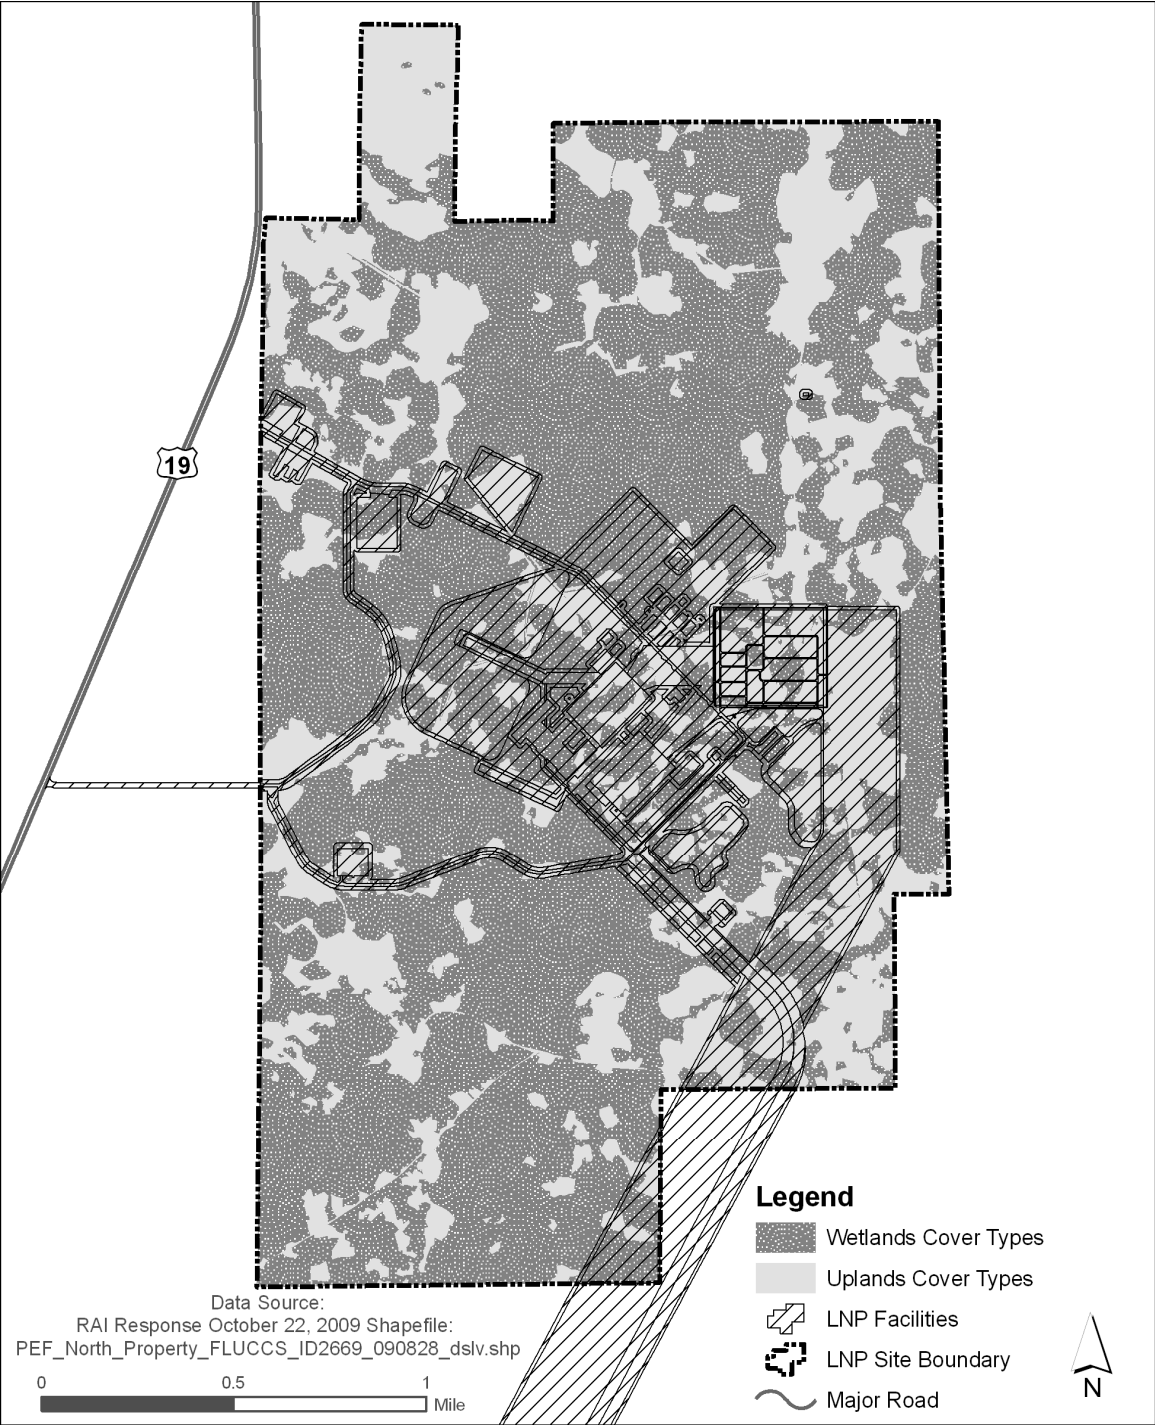 19
Legend
Wetlands Cover Types
Uplands Cover Types
LNP Facilities
LNP Site Boundary
Major Road
N
Data Source:
RAI Response October 22, 2009 Shapefile:
PEF_North_Property_FLUCCS_ID2669_090828_dslv.shp
0 0.5 1
Mile